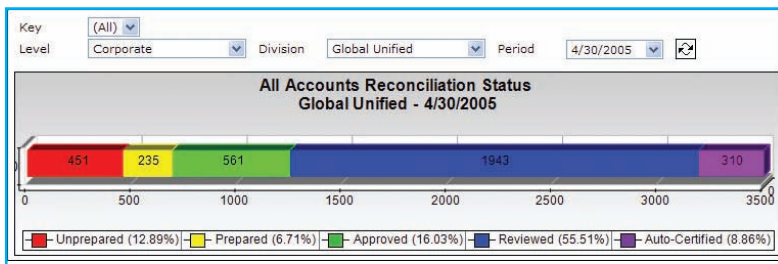 Key (All)
Level Corporate Division Global Unified Period 4/30/2005
All Accounts Reconciliation Status
Global Unified - 4/30/2005
451 235 561 1943 310
0 0
0 500 1000 1500 2000 2500 3000 3500
Unprepared (12.89%) Prepared (6.71%) Approved (16.03%) Reviewed (55.51%) Auto-Certified (8.86%)